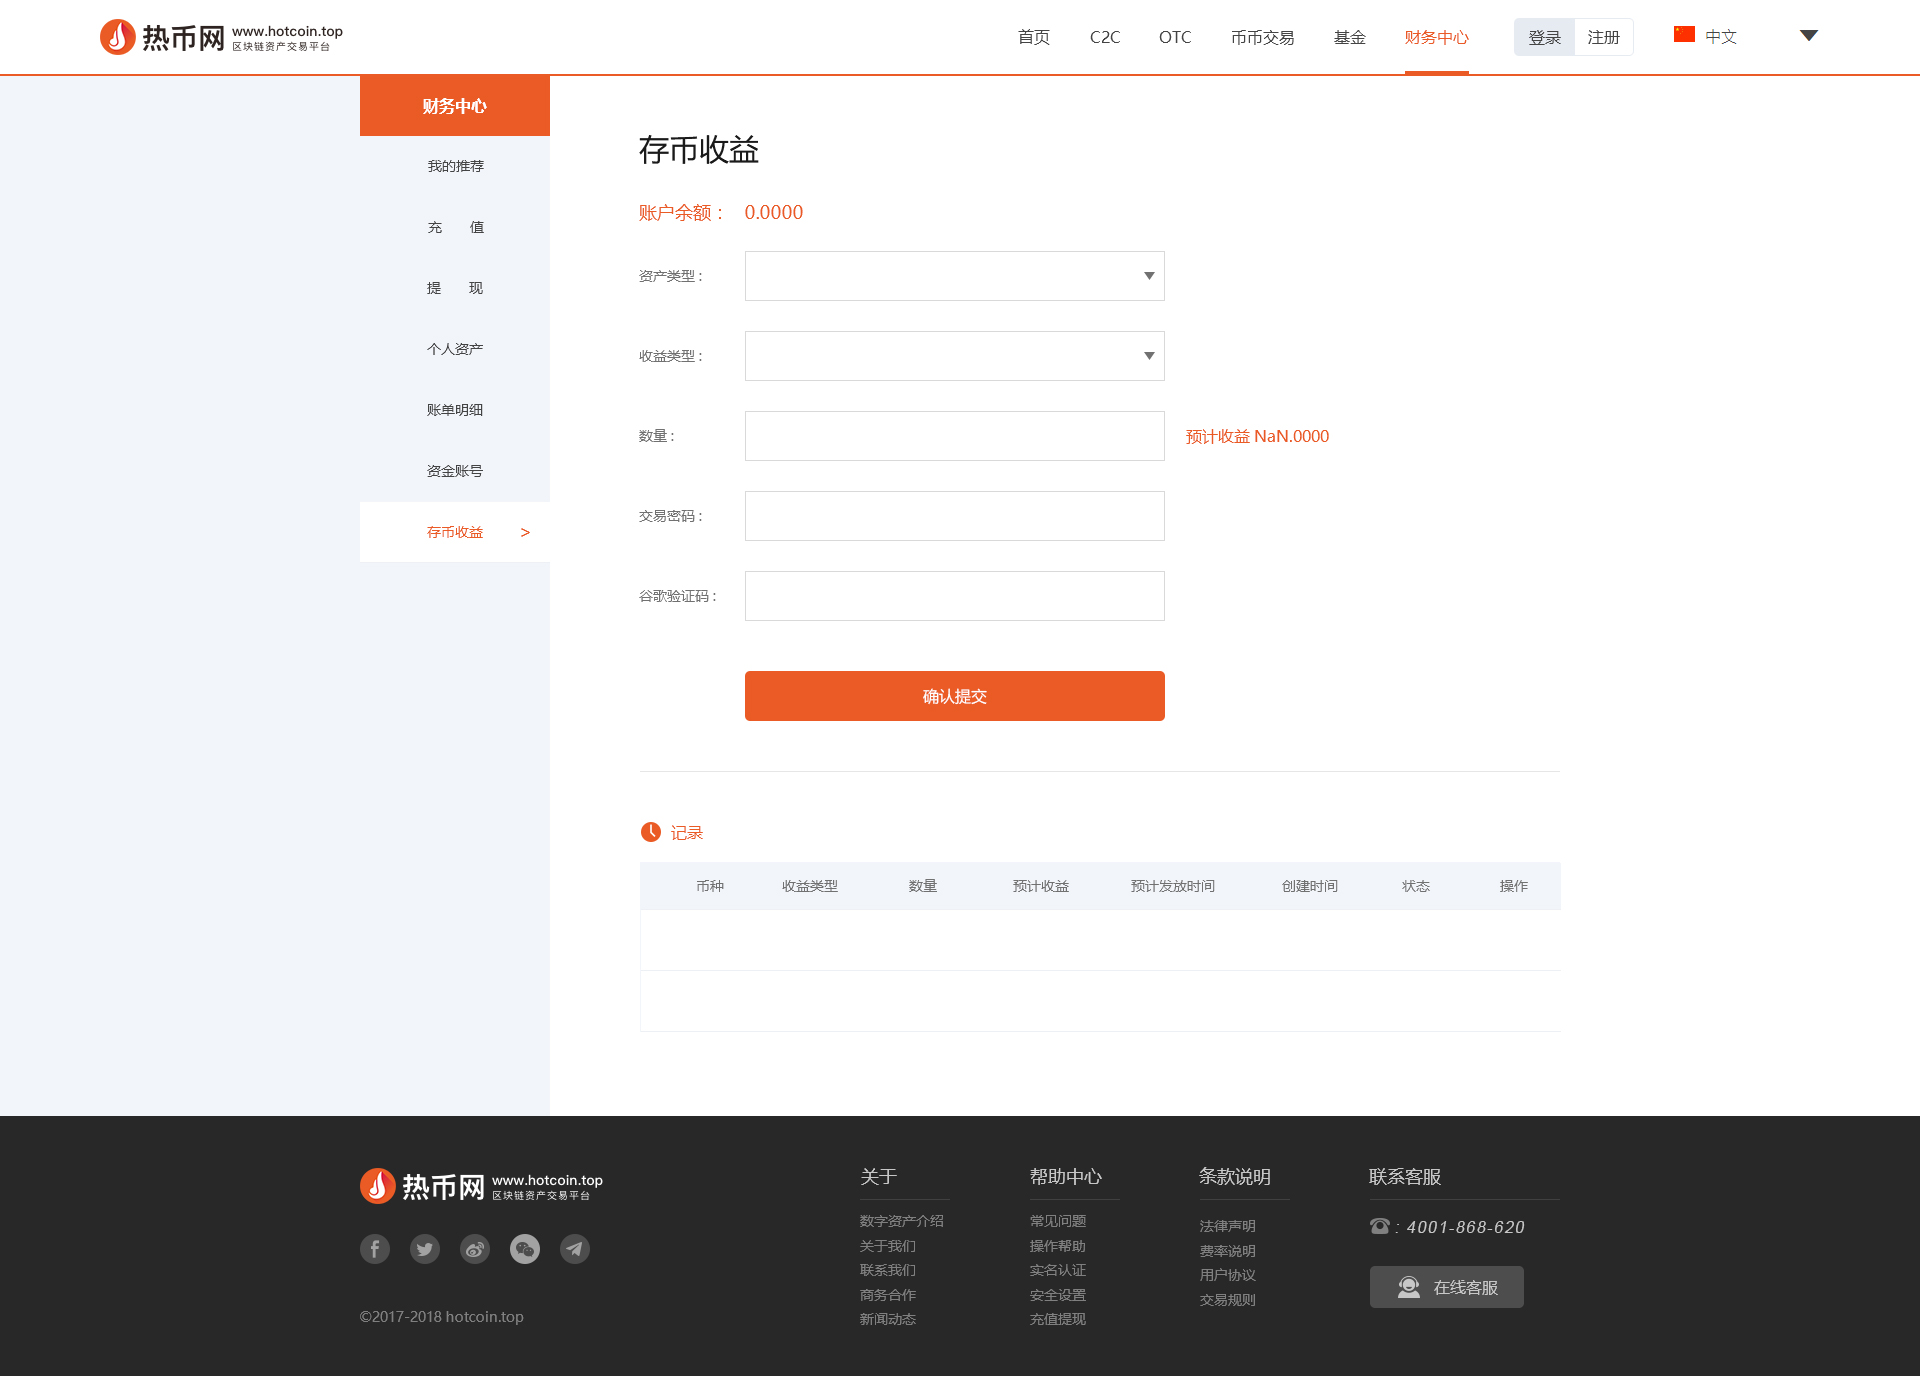 热币网 www.hotcoin.top
区块链资产交易平台
首页 C2C OTC 币币交易 基金 财务中心 登录 注册 中文
财务中心
我的推荐
充 值
提 现
个人资产
账单明细
资金账号
存币收益 >
存币收益
账户余额： 0.0000
资产类型：
收益类型：
数量： 预计收益 NaN.0000
交易密码：
谷歌验证码：
确认提交
记录
币种 收益类型 数量 预计收益 预计发放时间 创建时间 状态 操作
热币网 www.hotcoin.top
区块链资产交易平台
©2017-2018 hotcoin.top
关于
数字资产介绍
关于我们
联系我们
商务合作
新闻动态
帮助中心
常见问题
操作帮助
实名认证
安全设置
充值提现
条款说明
法律声明
费率说明
用户协议
交易规则
联系客服
: 4001-868-620
在线客服